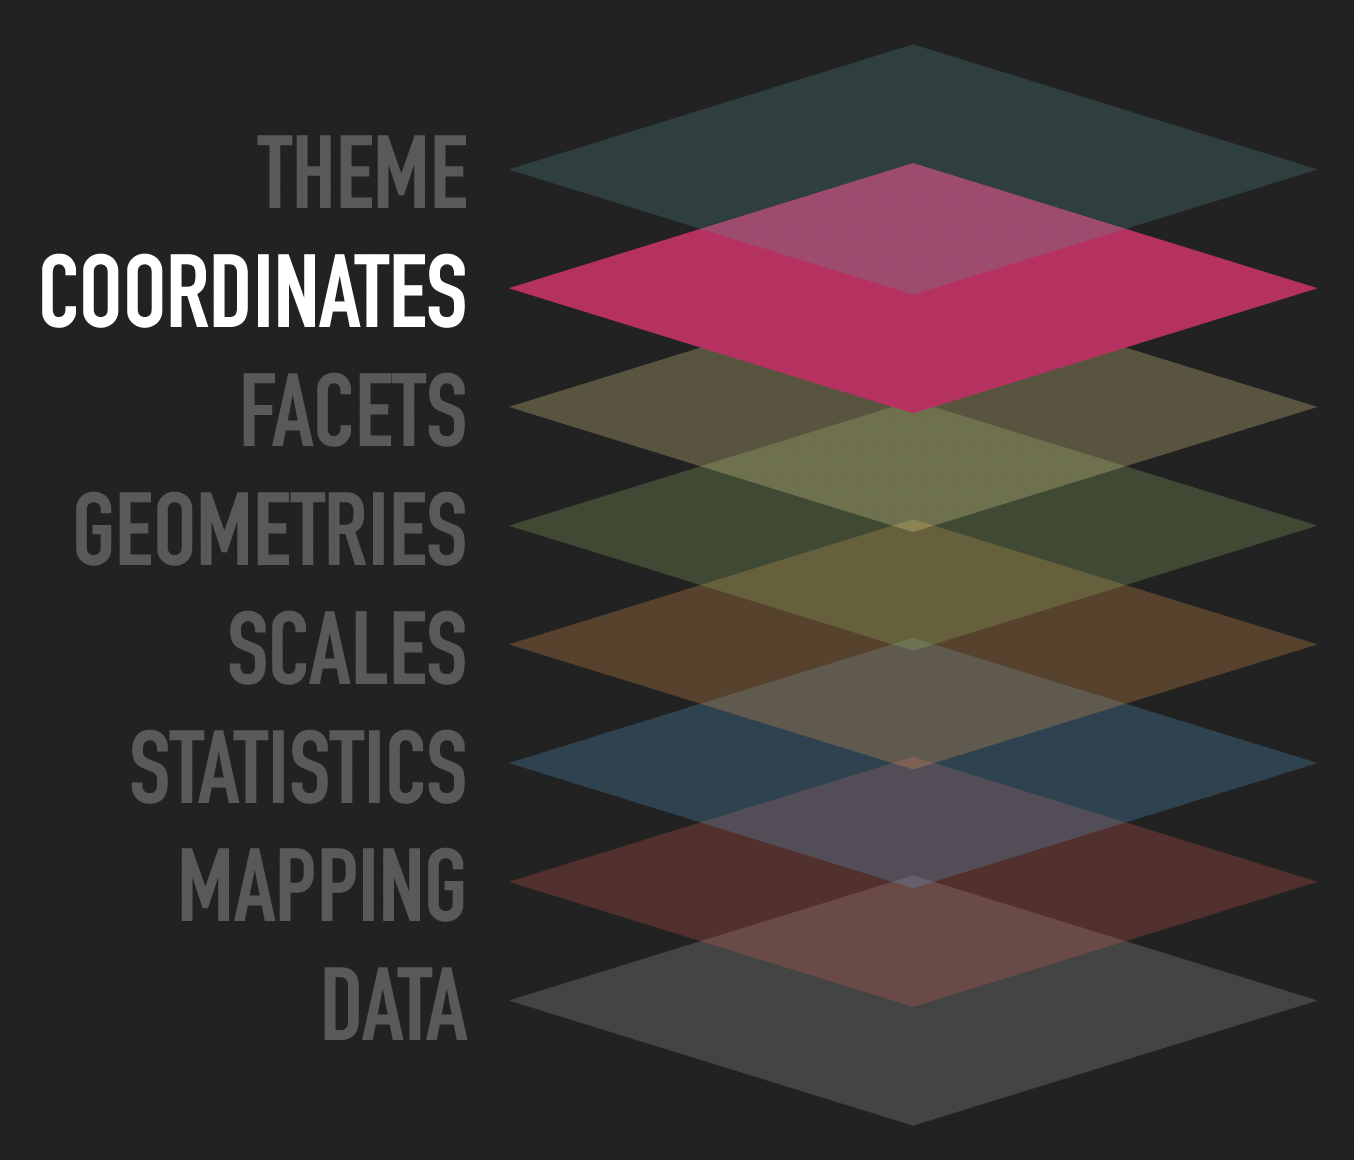 THEME
COORDINATES
FACETS
GEOMETRIES
SCALES
STATISTICS
MAPPING
DATA